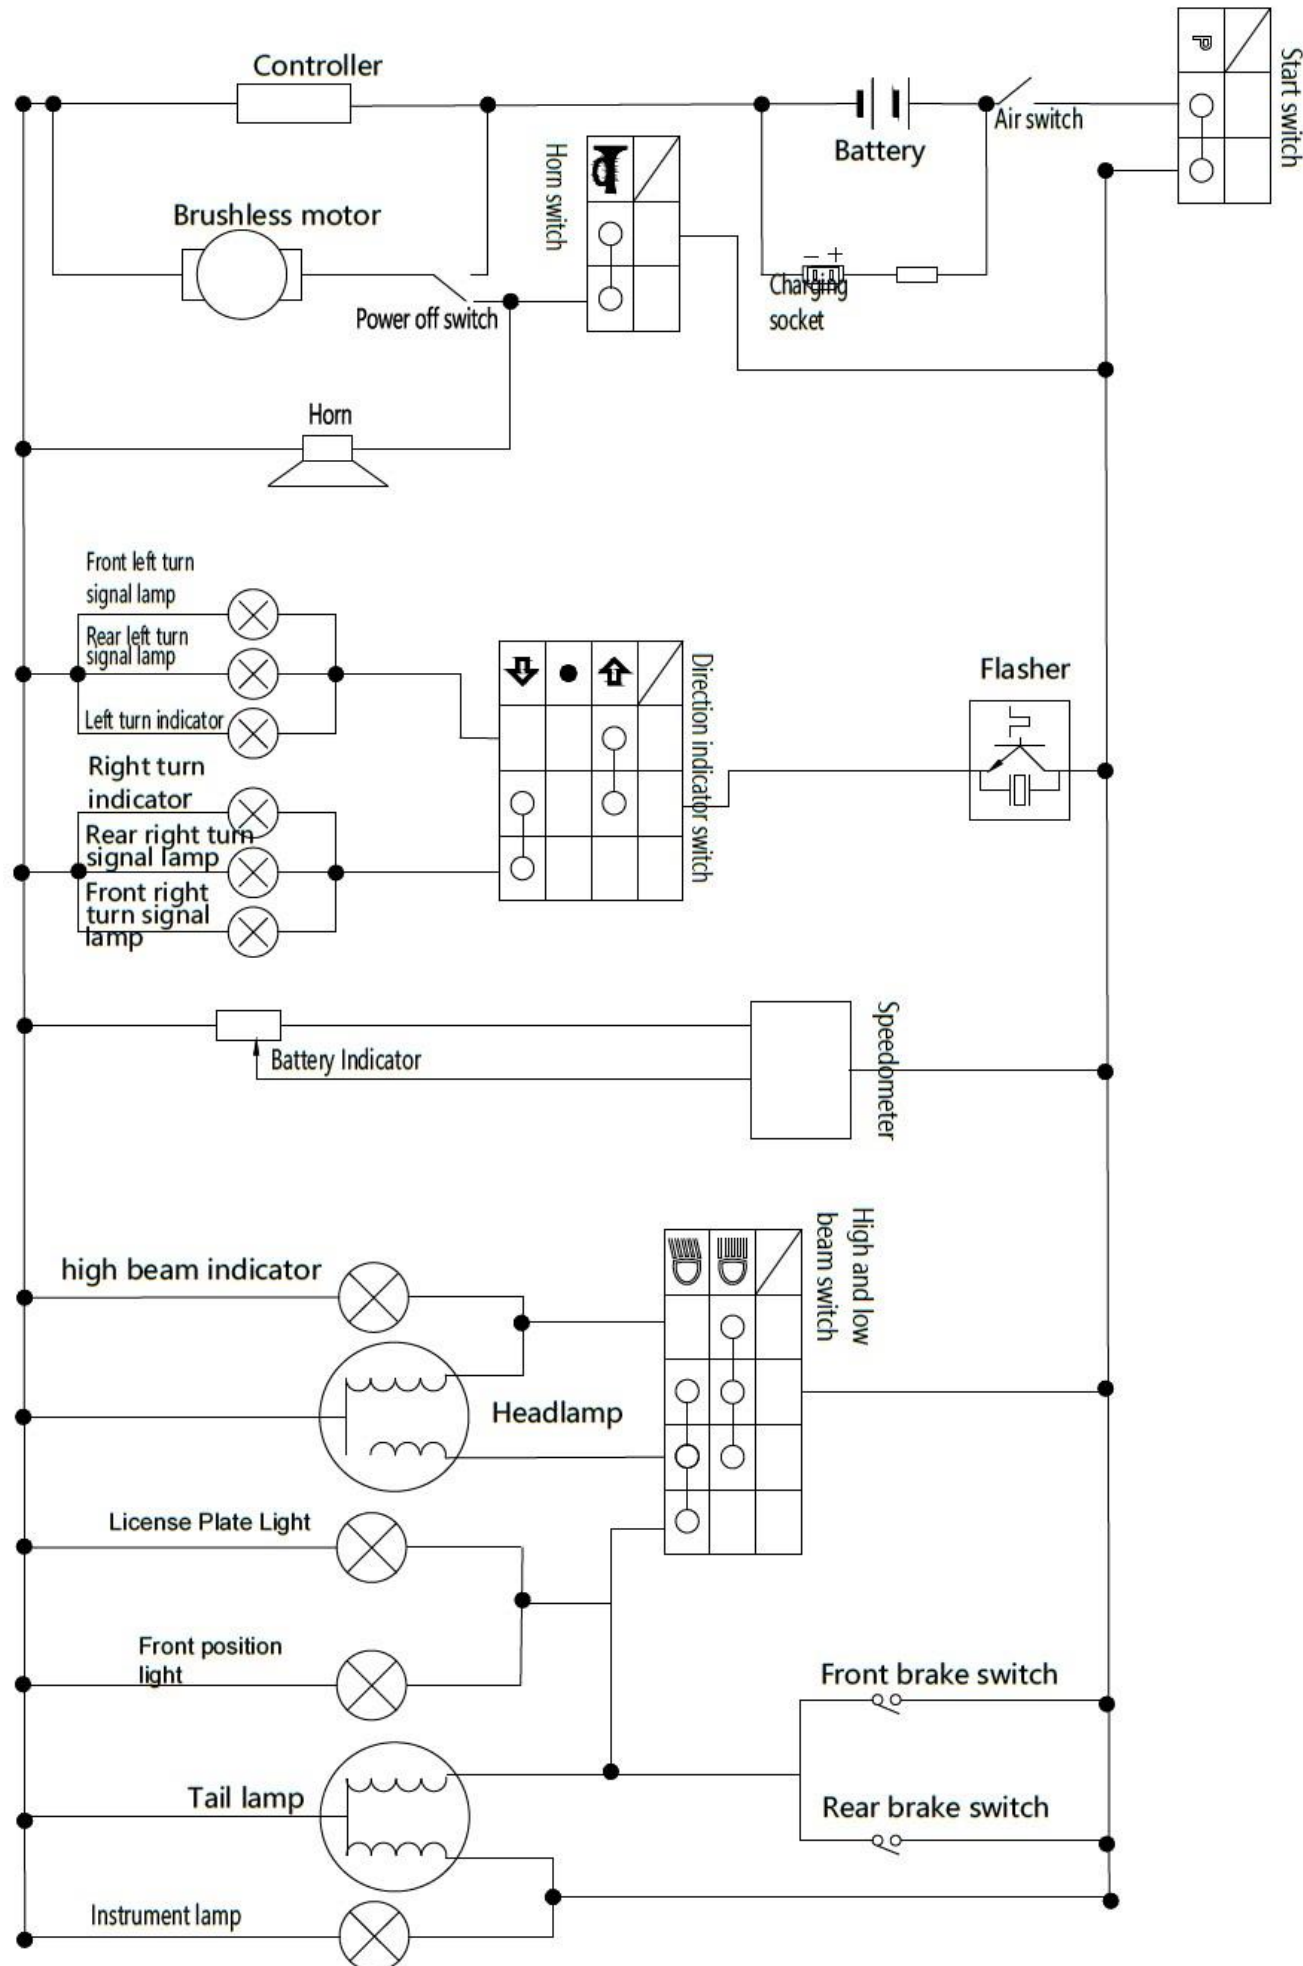 Controller
P
Start switch
Air switch
Battery
Horn switch
Brushless motor
− +
Charging
socket
Power off switch
Horn
Front left turn
signal lamp
Rear left turn
signal lamp
Left turn indicator
Direction indicator switch
Flasher
Right turn
indicator
Rear right turn
signal lamp
Front right
turn signal
lamp
Battery Indicator
Speedometer
High and low
beam switch
high beam indicator
Headlamp
License Plate Light
Front position
light
Front brake switch
Tail lamp
Rear brake switch
Instrument lamp